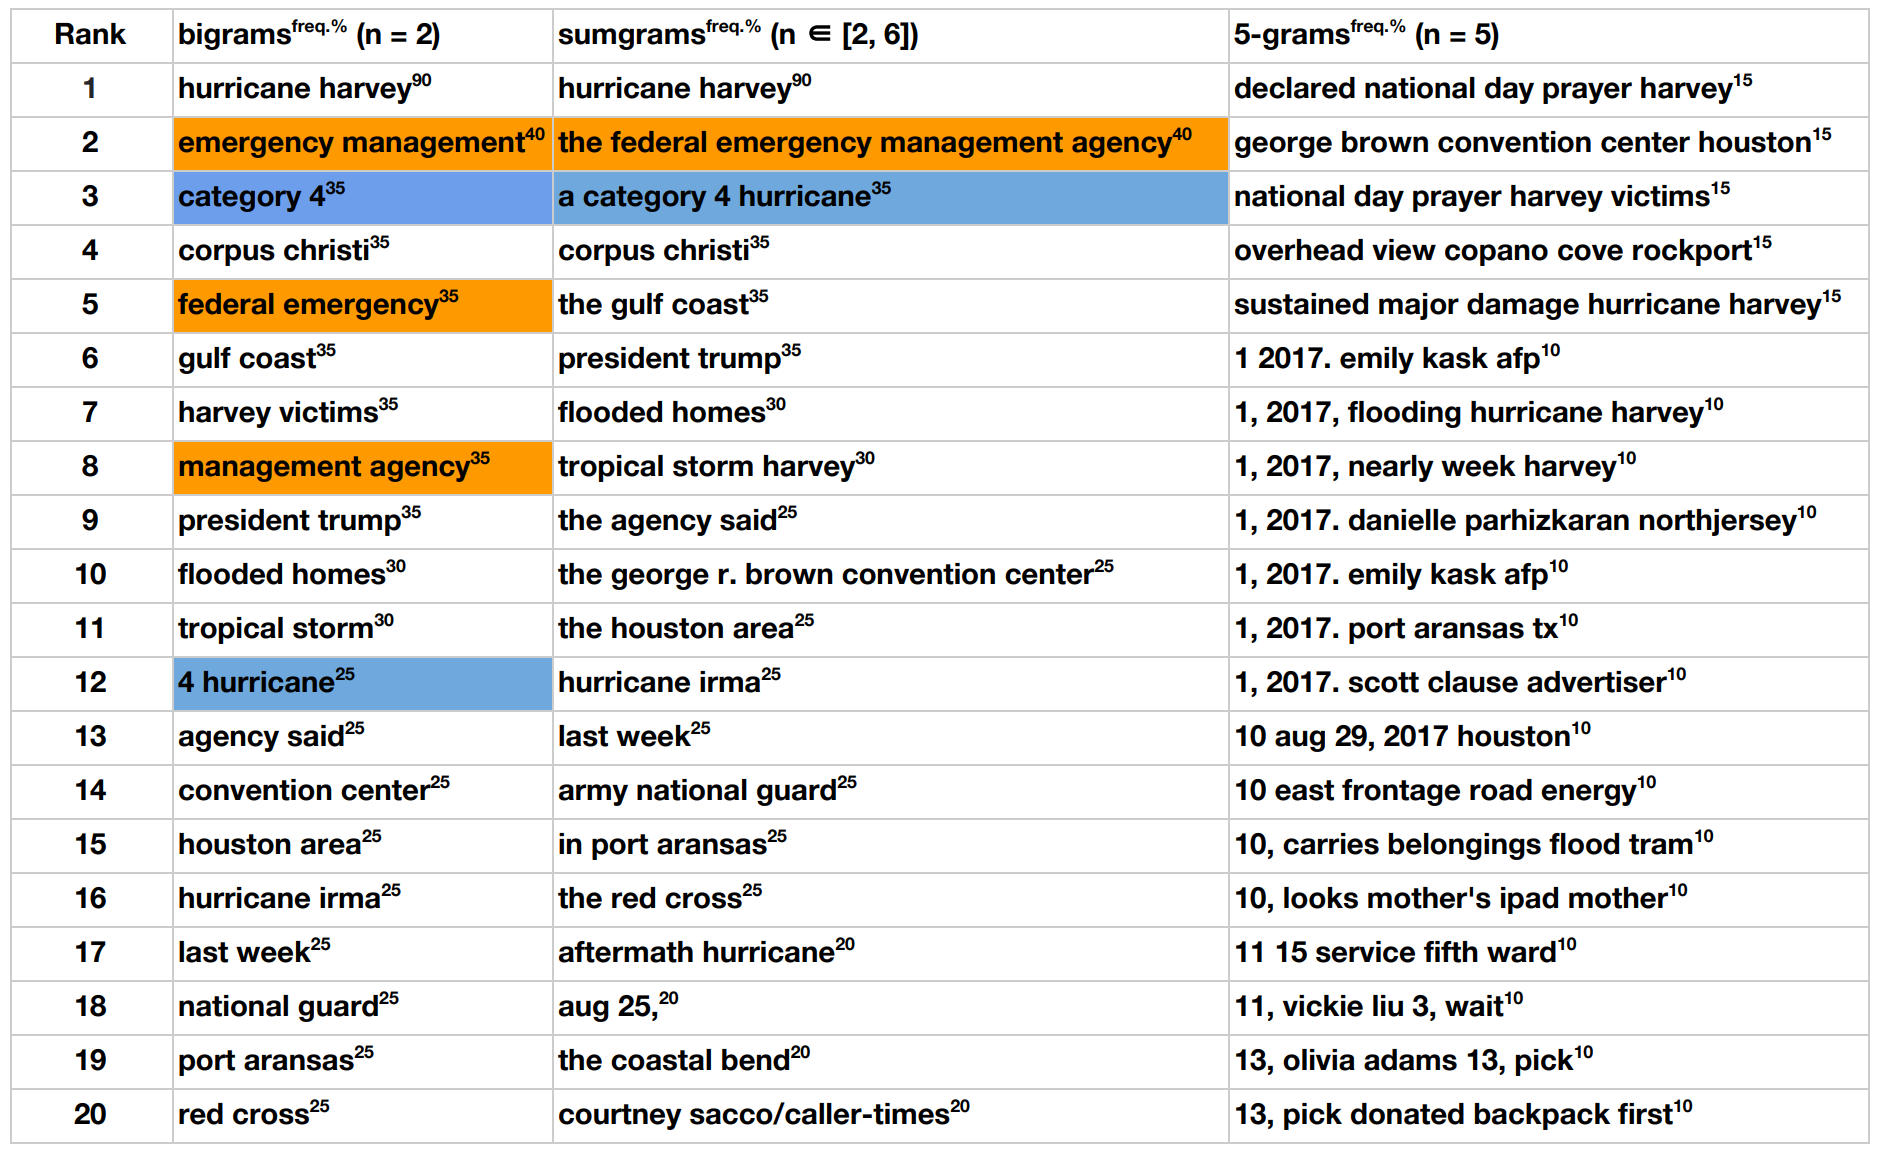 Rank bigrams^freq.% (n = 2) sumgrams^freq.% (n ∈ [2, 6]) 5-grams^freq.% (n = 5)
1 hurricane harvey^90 hurricane harvey^90 declared national day prayer harvey^15
2 emergency management^40 the federal emergency management agency^40 george brown convention center houston^15
3 category 4^35 a category 4 hurricane^35 national day prayer harvey victims^15
4 corpus christi^35 corpus christi^35 overhead view copano cove rockport^15
5 federal emergency^35 the gulf coast^35 sustained major damage hurricane harvey^15
6 gulf coast^35 president trump^35 1 2017. emily kask afp^10
7 harvey victims^35 flooded homes^30 1, 2017, flooding hurricane harvey^10
8 management agency^35 tropical storm harvey^30 1, 2017, nearly week harvey^10
9 president trump^35 the agency said^25 1, 2017. danielle parhizkaran northjersey^10
10 flooded homes^30 the george r. brown convention center^25 1, 2017. emily kask afp^10
11 tropical storm^30 the houston area^25 1, 2017. port aransas tx^10
12 4 hurricane^25 hurricane irma^25 1, 2017. scott clause advertiser^10
13 agency said^25 last week^25 10 aug 29, 2017 houston^10
14 convention center^25 army national guard^25 10 east frontage road energy^10
15 houston area^25 in port aransas^25 10, carries belongings flood tram^10
16 hurricane irma^25 the red cross^25 10, looks mother's ipad mother^10
17 last week^25 aftermath hurricane^20 11 15 service fifth ward^10
18 national guard^25 aug 25,^20 11, vickie liu 3, wait^10
19 port aransas^25 the coastal bend^20 13, olivia adams 13, pick^10
20 red cross^25 courtney sacco/caller-times^20 13, pick donated backpack first^10